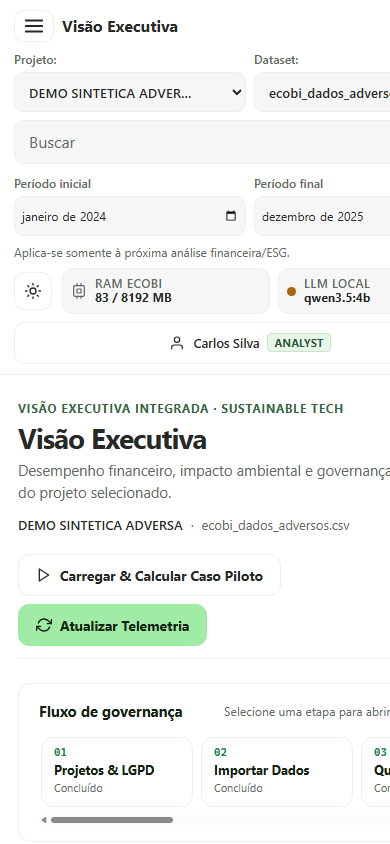 Visão Executiva
Projeto: Dataset:
DEMO SINTETICA ADVER... ecobi_dados_advers
Buscar
Período inicial Período final
janeiro de 2024 dezembro de 2025
Aplica-se somente à próxima análise financeira/ESG.
RAM ECOBI LLM LOCAL
83 / 8192 MB qwen3.5:4b
Carlos Silva ANALYST
VISÃO EXECUTIVA INTEGRADA · SUSTAINABLE TECH
Visão Executiva
Desempenho financeiro, impacto ambiental e governança
do projeto selecionado.
DEMO SINTETICA ADVERSA · ecobi_dados_adversos.csv
Carregar & Calcular Caso Piloto
Atualizar Telemetria
Fluxo de governança Selecione uma etapa para abrir
01 02 03
Projetos & LGPD Importar Dados Qu
Concluído Concluído Con